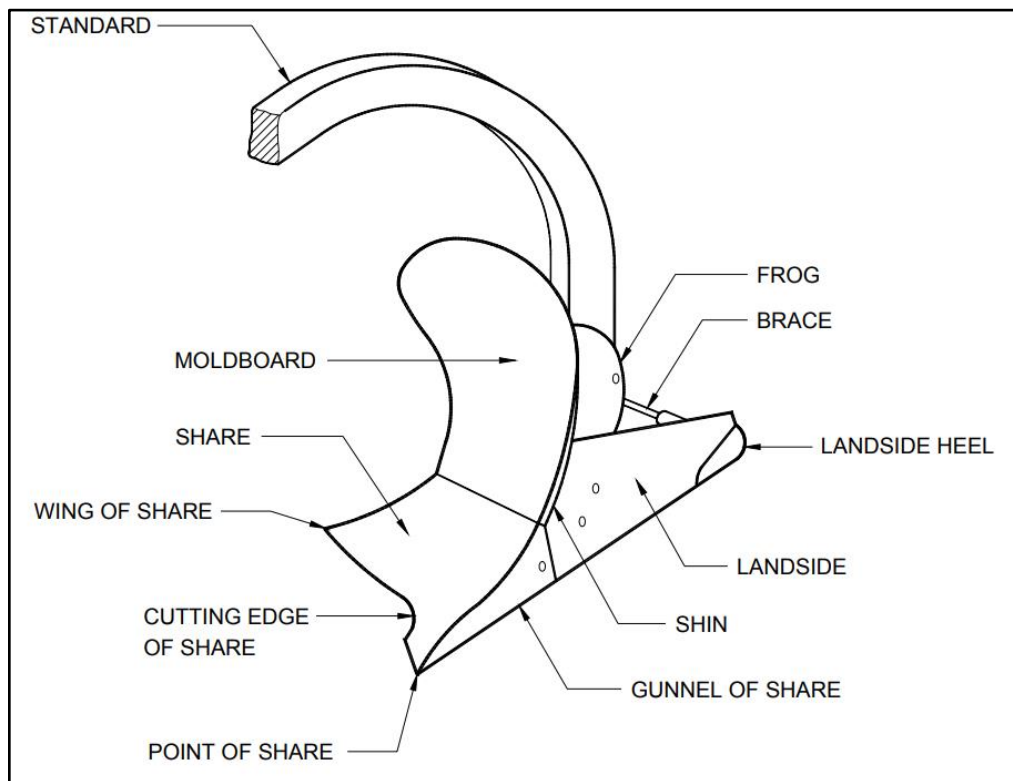 STANDARD
FROG
BRACE
MOLDBOARD
SHARE
LANDSIDE HEEL
WING OF SHARE
LANDSIDE
CUTTING EDGE
OF SHARE
SHIN
GUNNEL OF SHARE
POINT OF SHARE